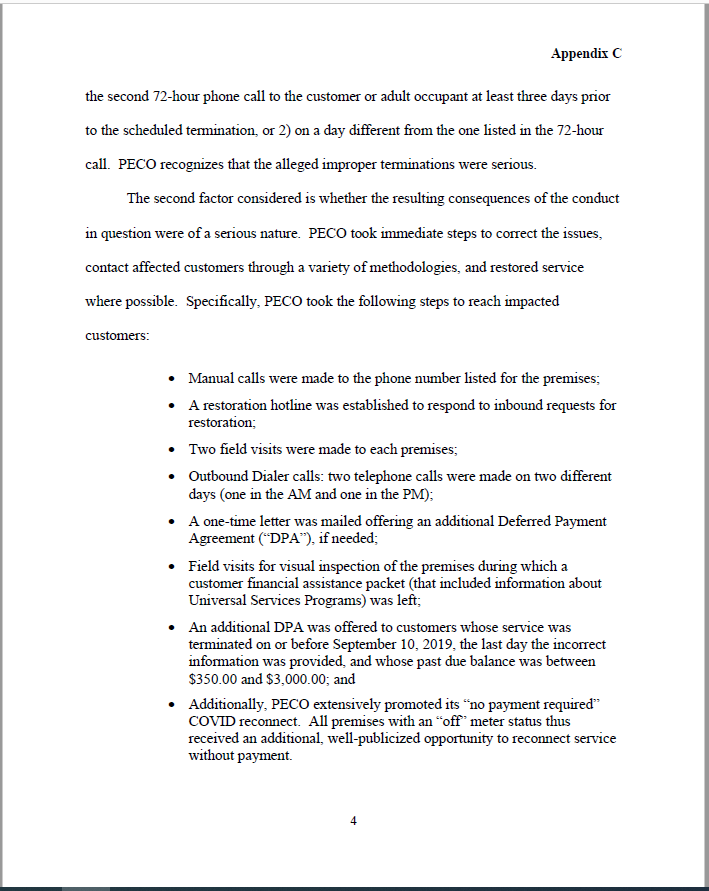 Appendix C
the second 72-hour phone call to the customer or adult occupant at least three days prior
to the scheduled termination, or 2) on a day different from the one listed in the 72-hour
call.  PECO recognizes that the alleged improper terminations were serious.
The second factor considered is whether the resulting consequences of the conduct
in question were of a serious nature.  PECO took immediate steps to correct the issues,
contact affected customers through a variety of methodologies, and restored service
where possible.  Specifically, PECO took the following steps to reach impacted
customers:
• Manual calls were made to the phone number listed for the premises;
• A restoration hotline was established to respond to inbound requests for
restoration;
• Two field visits were made to each premises;
• Outbound Dialer calls: two telephone calls were made on two different
days (one in the AM and one in the PM);
• A one-time letter was mailed offering an additional Deferred Payment
Agreement (“DPA”), if needed;
• Field visits for visual inspection of the premises during which a
customer financial assistance packet (that included information about
Universal Services Programs) was left;
• An additional DPA was offered to customers whose service was
terminated on or before September 10, 2019, the last day the incorrect
information was provided, and whose past due balance was between
$350.00 and $3,000.00; and
• Additionally, PECO extensively promoted its “no payment required”
COVID reconnect.  All premises with an “off” meter status thus
received an additional, well-publicized opportunity to reconnect service
without payment.
4